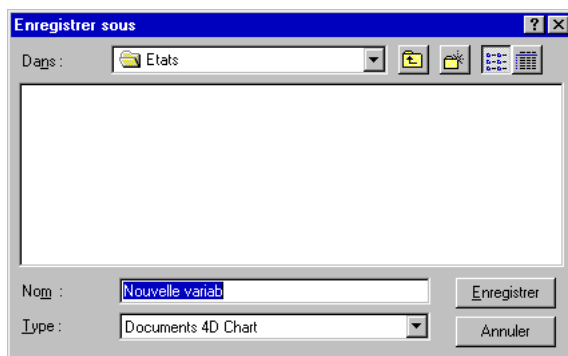 Enregistrer sous
Dans :
Etats
Nom :
Nouvelle variab
Enregistrer
Type :
Documents 4D Chart
Annuler